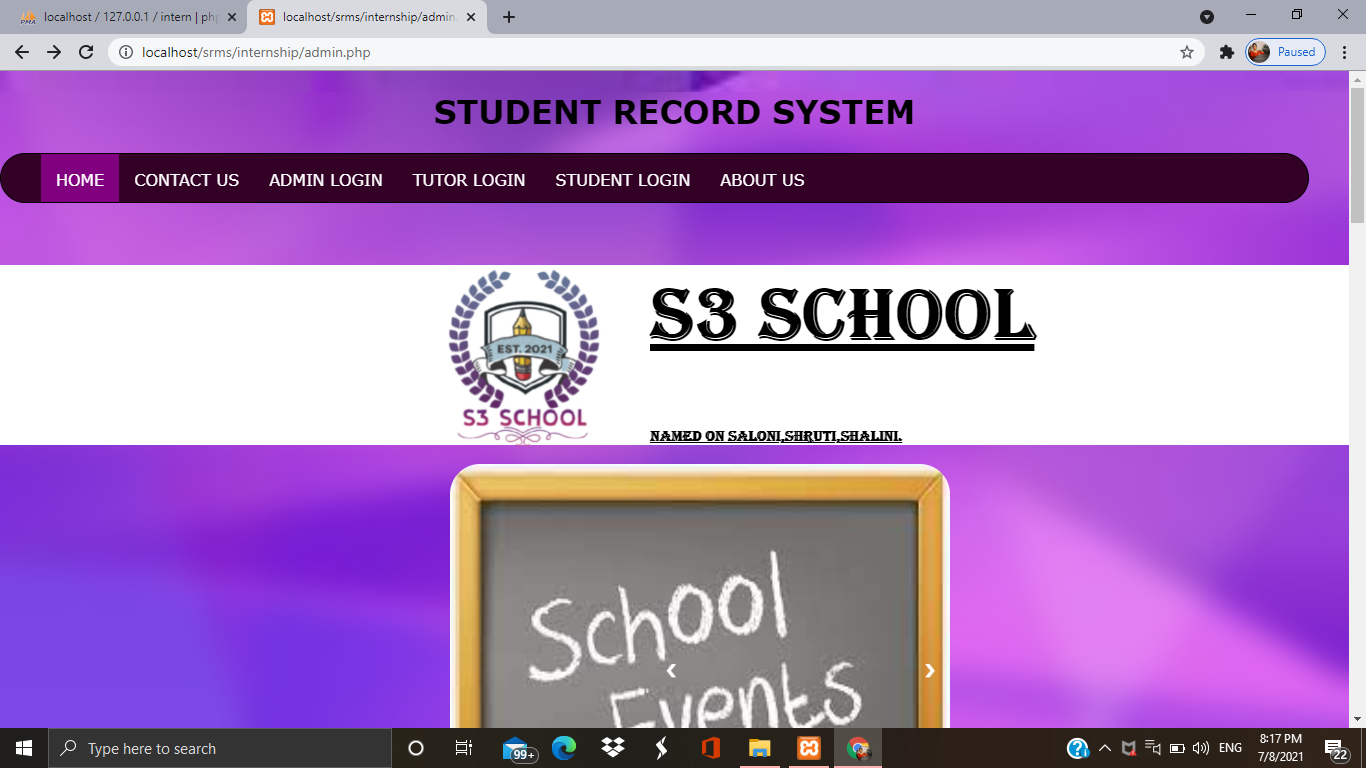 localhost / 127.0.0.1 / intern | php
localhost/srms/internship/admin.
localhost/srms/internship/admin.php
Paused
STUDENT RECORD SYSTEM
HOME CONTACT US ADMIN LOGIN TUTOR LOGIN STUDENT LOGIN ABOUT US
EST. 2021
S3 SCHOOL
S3 SCHOOL
NAMED ON SALONI,SHRUTI,SHALINI.
School
Events
Type here to search
99+
ENG
8:17 PM
7/8/2021
22